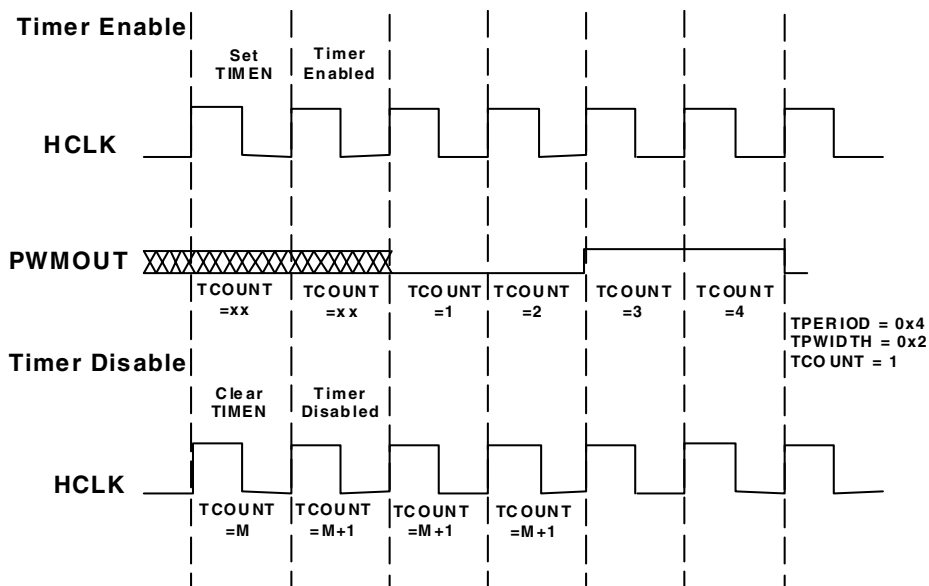 Timer Enable
Set Timer
TIMEN Enabled
HCLK
PWMOUT
TCOUNT TCOUNT TCOUNT TCOUNT TCOUNT TCOUNT
=xx =xx =1 =2 =3 =4
TPERIOD = 0x4
TPWIDTH = 0x2
TCOUNT = 1
Timer Disable
Clear Timer
TIMEN Disabled
HCLK
TCOUNT TCOUNT TCOUNT TCOUNT
=M =M+1 =M+1 =M+1